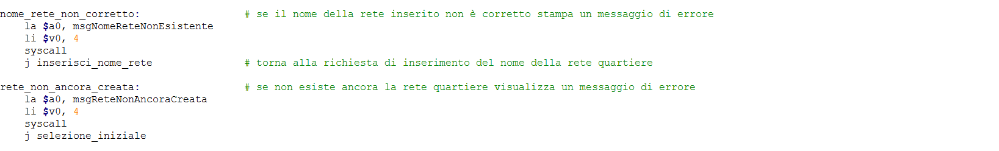 nome_rete_non_corretto:                 # se il nome della rete inserito non è corretto stampa un messaggio di errore
    la $a0, msgNomeReteNonEsistente
    li $v0, 4
    syscall
    j inserisci_nome_rete               # torna alla richiesta di inserimento del nome della rete quartiere

rete_non_ancora_creata:                 # se non esiste ancora la rete quartiere visualizza un messaggio di errore
    la $a0, msgReteNonAncoraCreata
    li $v0, 4
    syscall
    j selezione_iniziale